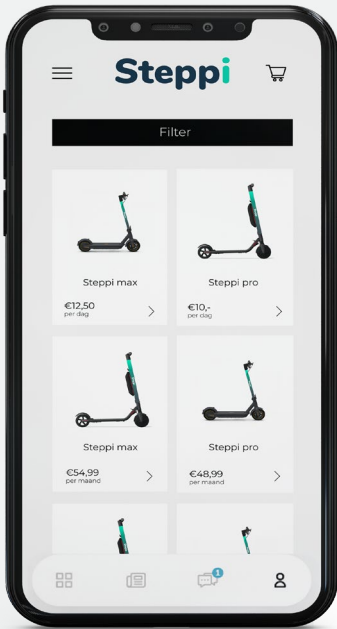 Steppi
Filter
Steppi max
€12,50
per dag
Steppi pro
€10,-
per dag
Steppi max
€54,99
per maand
Steppi pro
€48,99
per maand
1